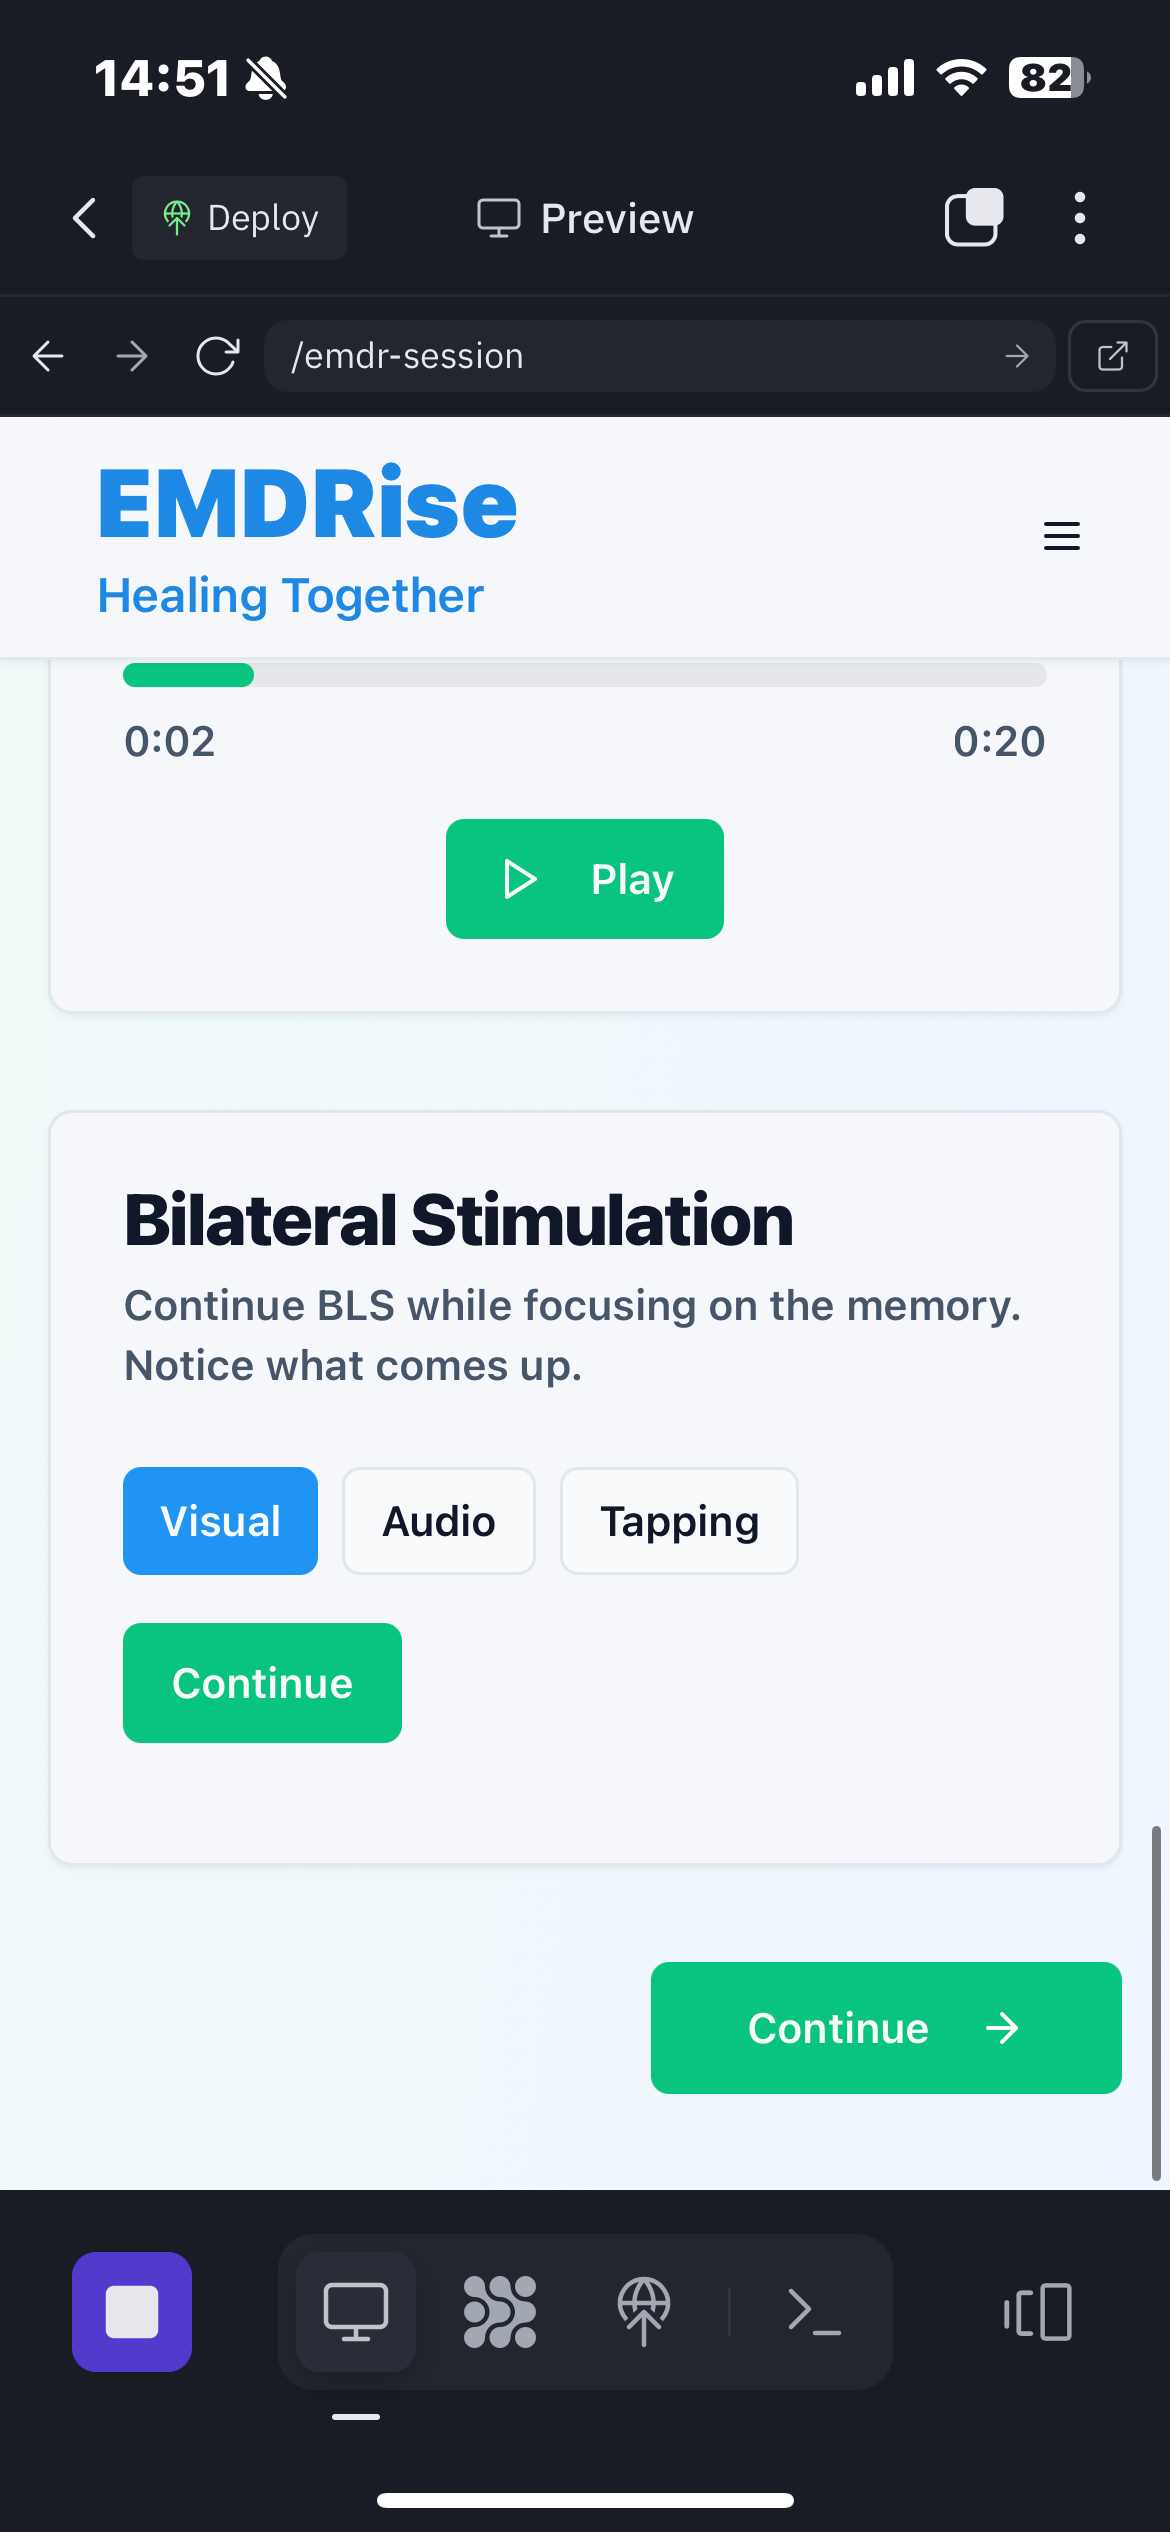 14:51
82
Deploy
Preview
/emdr-session
EMDRise
Healing Together
0:02
0:20
Play
Bilateral Stimulation
Continue BLS while focusing on the memory.
Notice what comes up.
Visual
Audio
Tapping
Continue
Continue